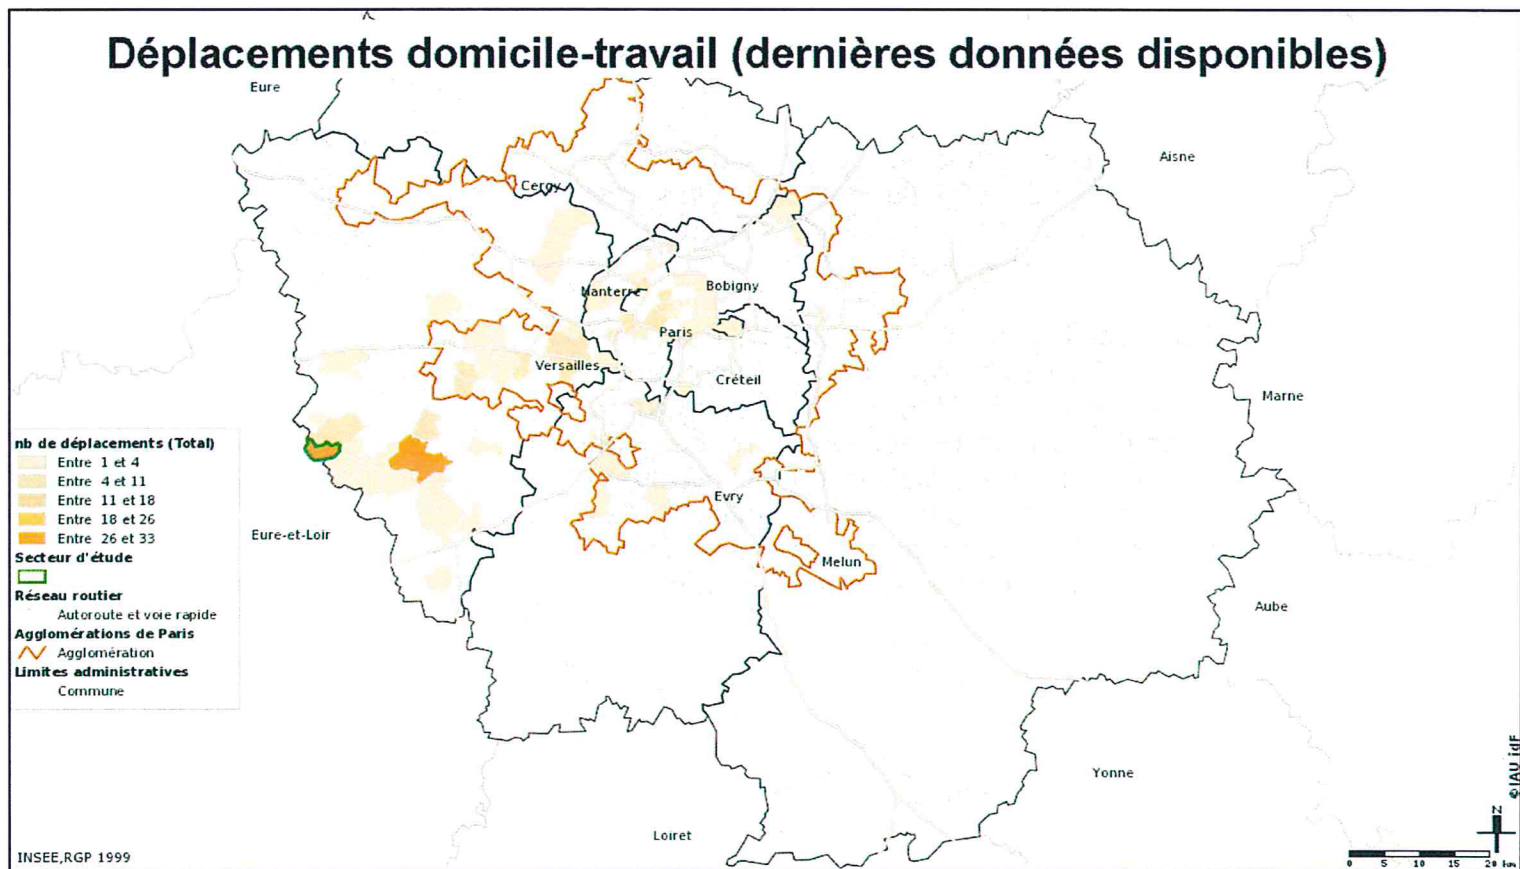 Déplacements domicile-travail (dernières données disponibles)
Eure
Aisne
Cergy
Nanterre
Bobigny
Paris
Versailles
Créteil
Marne
nb de déplacements (Total)
Entre 1 et 4
Entre 4 et 11
Entre 11 et 18
Entre 18 et 26
Entre 26 et 33
Secteur d'étude
Réseau routier
Autoroute et voie rapide
Agglomérations de Paris
Agglomération
Limites administratives
Commune
Evry
Eure-et-Loir
Melun
Aube
Yonne
Loiret
© IAU idF
N
0 5 10 15 20 km
INSEE,RGP 1999